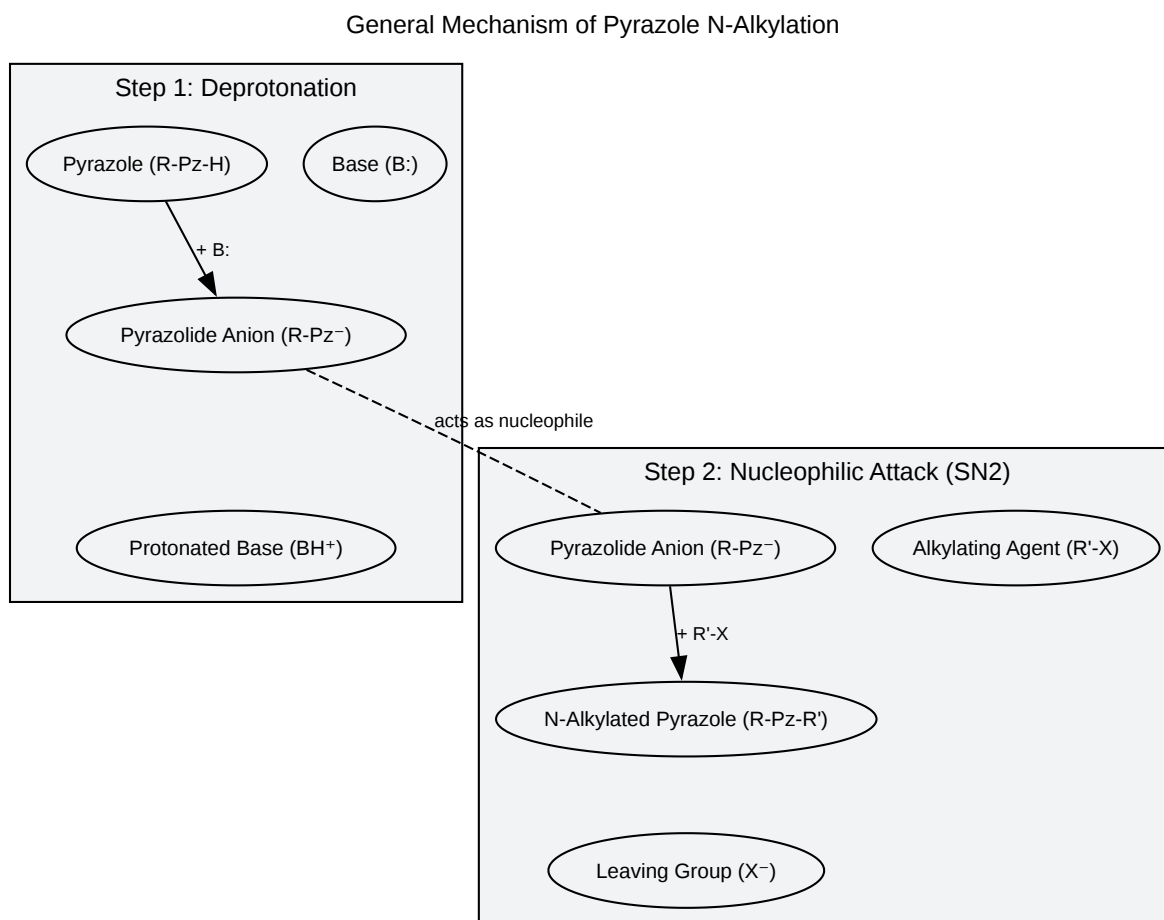 General Mechanism of Pyrazole N-Alkylation
Step 1: Deprotonation
Pyrazole (R-Pz-H)
Base (B:)
+ B:
Pyrazolide Anion (R-Pz⁻)
acts as nucleophile
Protonated Base (BH⁺)
Step 2: Nucleophilic Attack (SN2)
Pyrazolide Anion (R-Pz⁻)
Alkylating Agent (R'-X)
+ R'-X
N-Alkylated Pyrazole (R-Pz-R')
Leaving Group (X⁻)